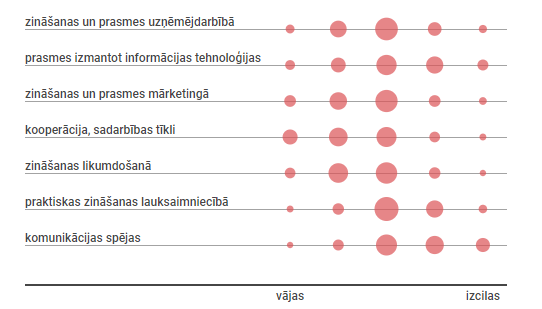 zināšanas un prasmes uzņēmējdarbībā
prasmes izmantot informācijas tehnoloģijas
zināšanas un prasmes mārketingā
kooperācija, sadarbības tīkli
zināšanas likumdošanā
praktiskas zināšanas lauksaimniecībā
komunikācijas spējas
vājas izcilas